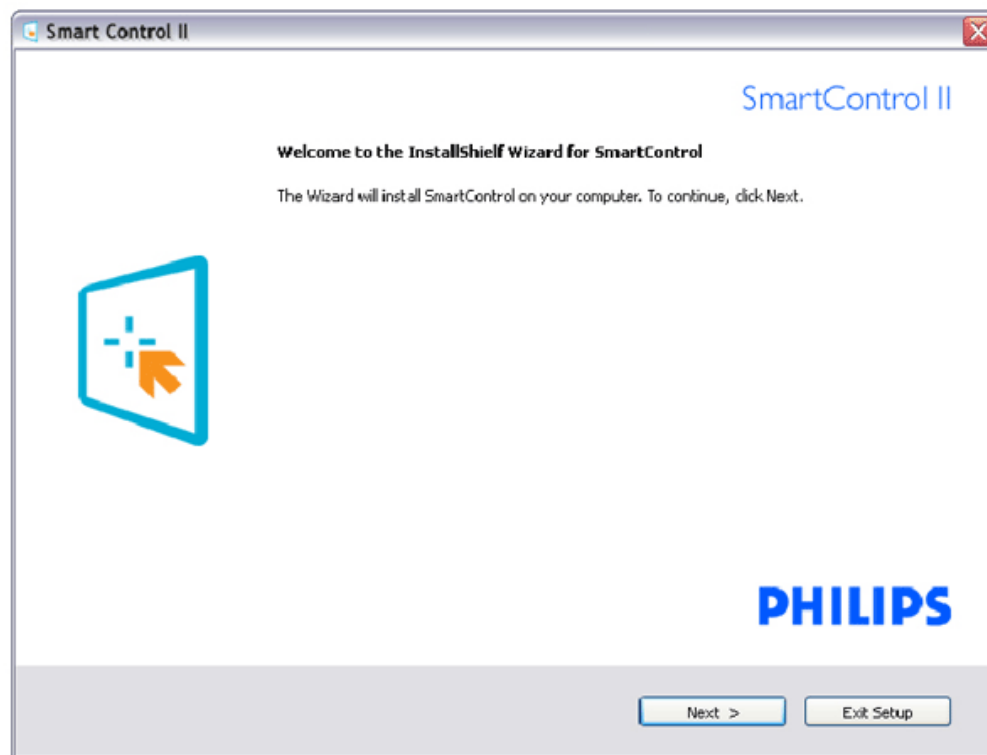 Smart Control II
SmartControl II
Welcome to the InstallShielf Wizard for SmartControl
The Wizard will install SmartControl on your computer. To continue, click Next.
PHILIPS
Next >
Exit Setup